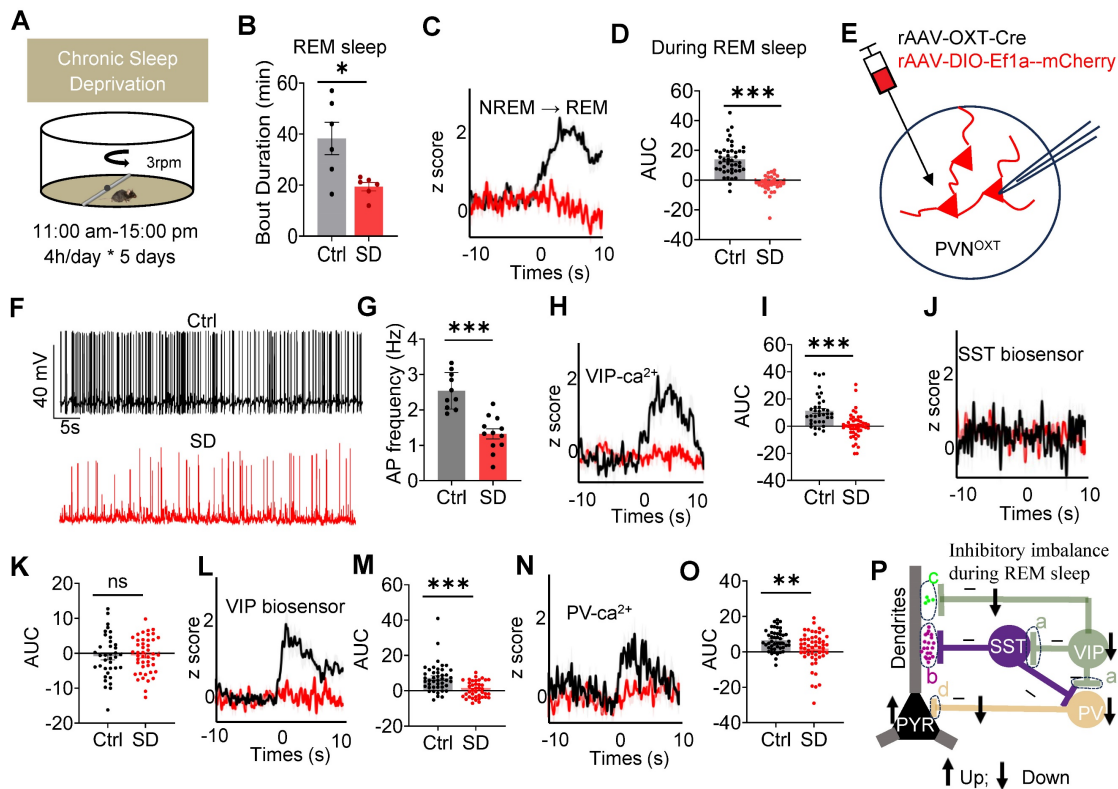 A
Chronic Sleep
Deprivation
3rpm
11:00 am-15:00 pm
4h/day * 5 days
B
REM sleep
*
Bout Duration (min)
60
40
20
0
Ctrl SD
C
NREM → REM
z score
2
0
-10 0 10
Times (s)
D
During REM sleep
***
AUC
60
40
20
0
-20
-40
Ctrl SD
E
rAAV-OXT-Cre
rAAV-DIO-Ef1a--mCherry
PVN^OXT
F
Ctrl
40 mV
5s
SD
G
***
AP frequency (Hz)
4
3
2
1
0
Ctrl SD
H
VIP-ca²⁺
z score
2
0
-10 0 10
Times (s)
I
***
AUC
60
40
20
0
-20
-40
Ctrl SD
J
SST biosensor
z score
2
0
-10 0 10
Times (s)
K
ns
AUC
20
10
0
-10
-20
Ctrl SD
L
VIP biosensor
z score
2
0
-10 0 10
Times (s)
M
***
AUC
60
40
20
0
-20
Ctrl SD
N
PV-ca²⁺
z score
2
0
-10 0 10
Times (s)
O
**
AUC
40
20
0
-20
-40
Ctrl SD
P
Inhibitory imbalance
during REM sleep
Dendrites
c
–
a
SST
–
–
VIP
b
–
a
–
d
–
PV
PYR
Up; Down